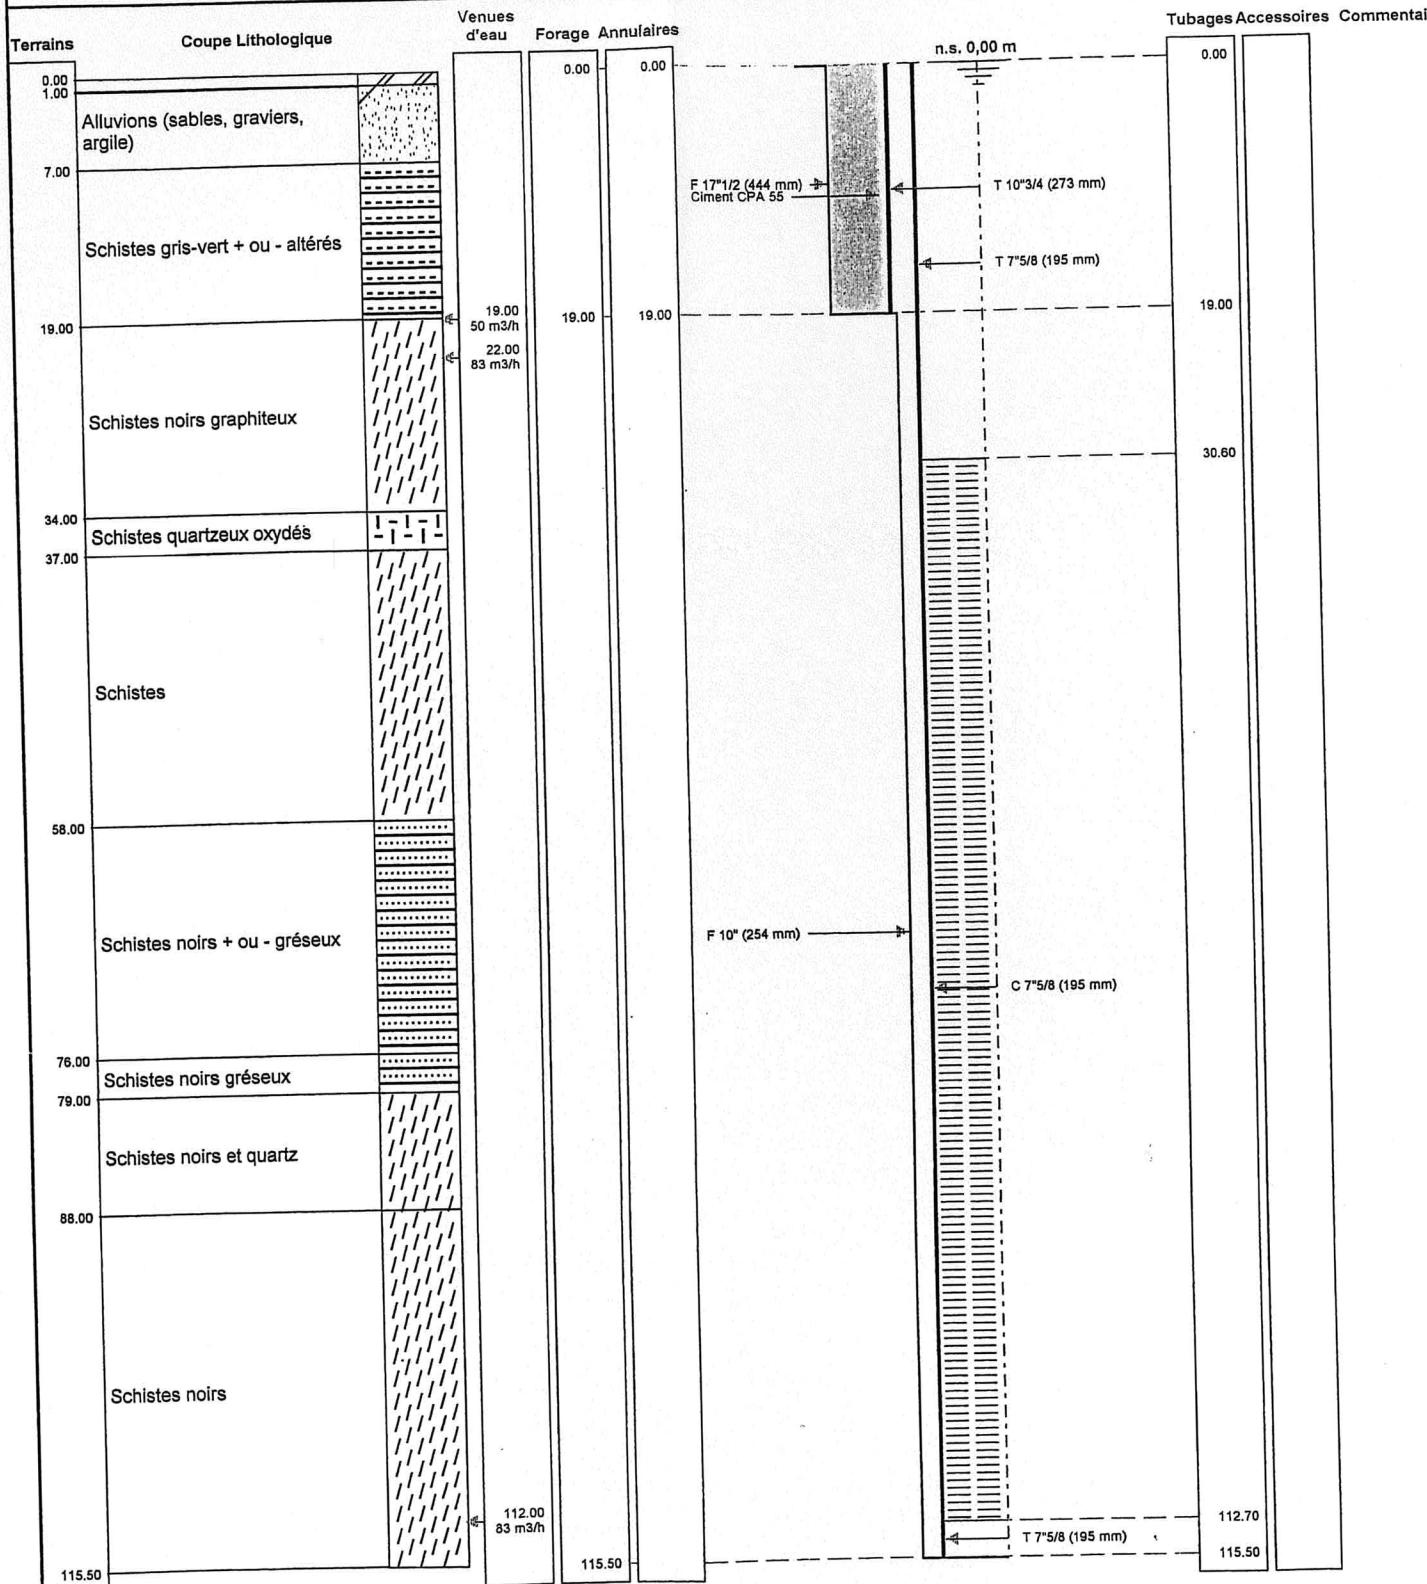 Terrains
Coupe Lithologique
Venues
d'eau
Forage
Annulaires
n.s. 0,00 m
Tubages
Accessoires
Commentai
0.00
1.00
Alluvions (sables, graviers,
argile)
7.00
Schistes gris-vert + ou - altérés
19.00
Schistes noirs graphiteux
34.00
Schistes quartzeux oxydés
37.00
Schistes
58.00
Schistes noirs + ou - gréseux
76.00
Schistes noirs gréseux
79.00
Schistes noirs et quartz
88.00
Schistes noirs
115.50
19.00
50 m3/h
22.00
83 m3/h
112.00
83 m3/h
0.00
19.00
115.50
0.00
19.00
F 17"1/2 (444 mm)
Ciment CPA 55
T 10"3/4 (273 mm)
T 7"5/8 (195 mm)
F 10" (254 mm)
C 7"5/8 (195 mm)
T 7"5/8 (195 mm)
0.00
19.00
30.60
112.70
115.50